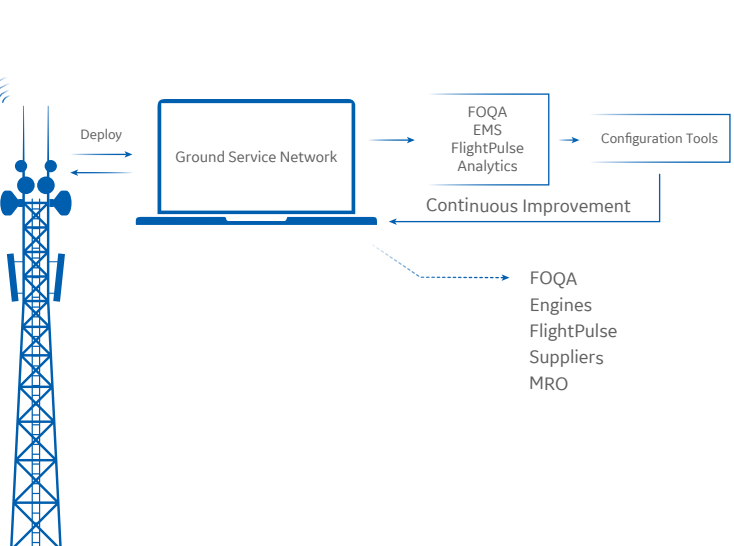 Deploy
Ground Service Network
FOQA
EMS
FlightPulse
Analytics
Configuration Tools
Continuous Improvement
FOQA
Engines
FlightPulse
Suppliers
MRO